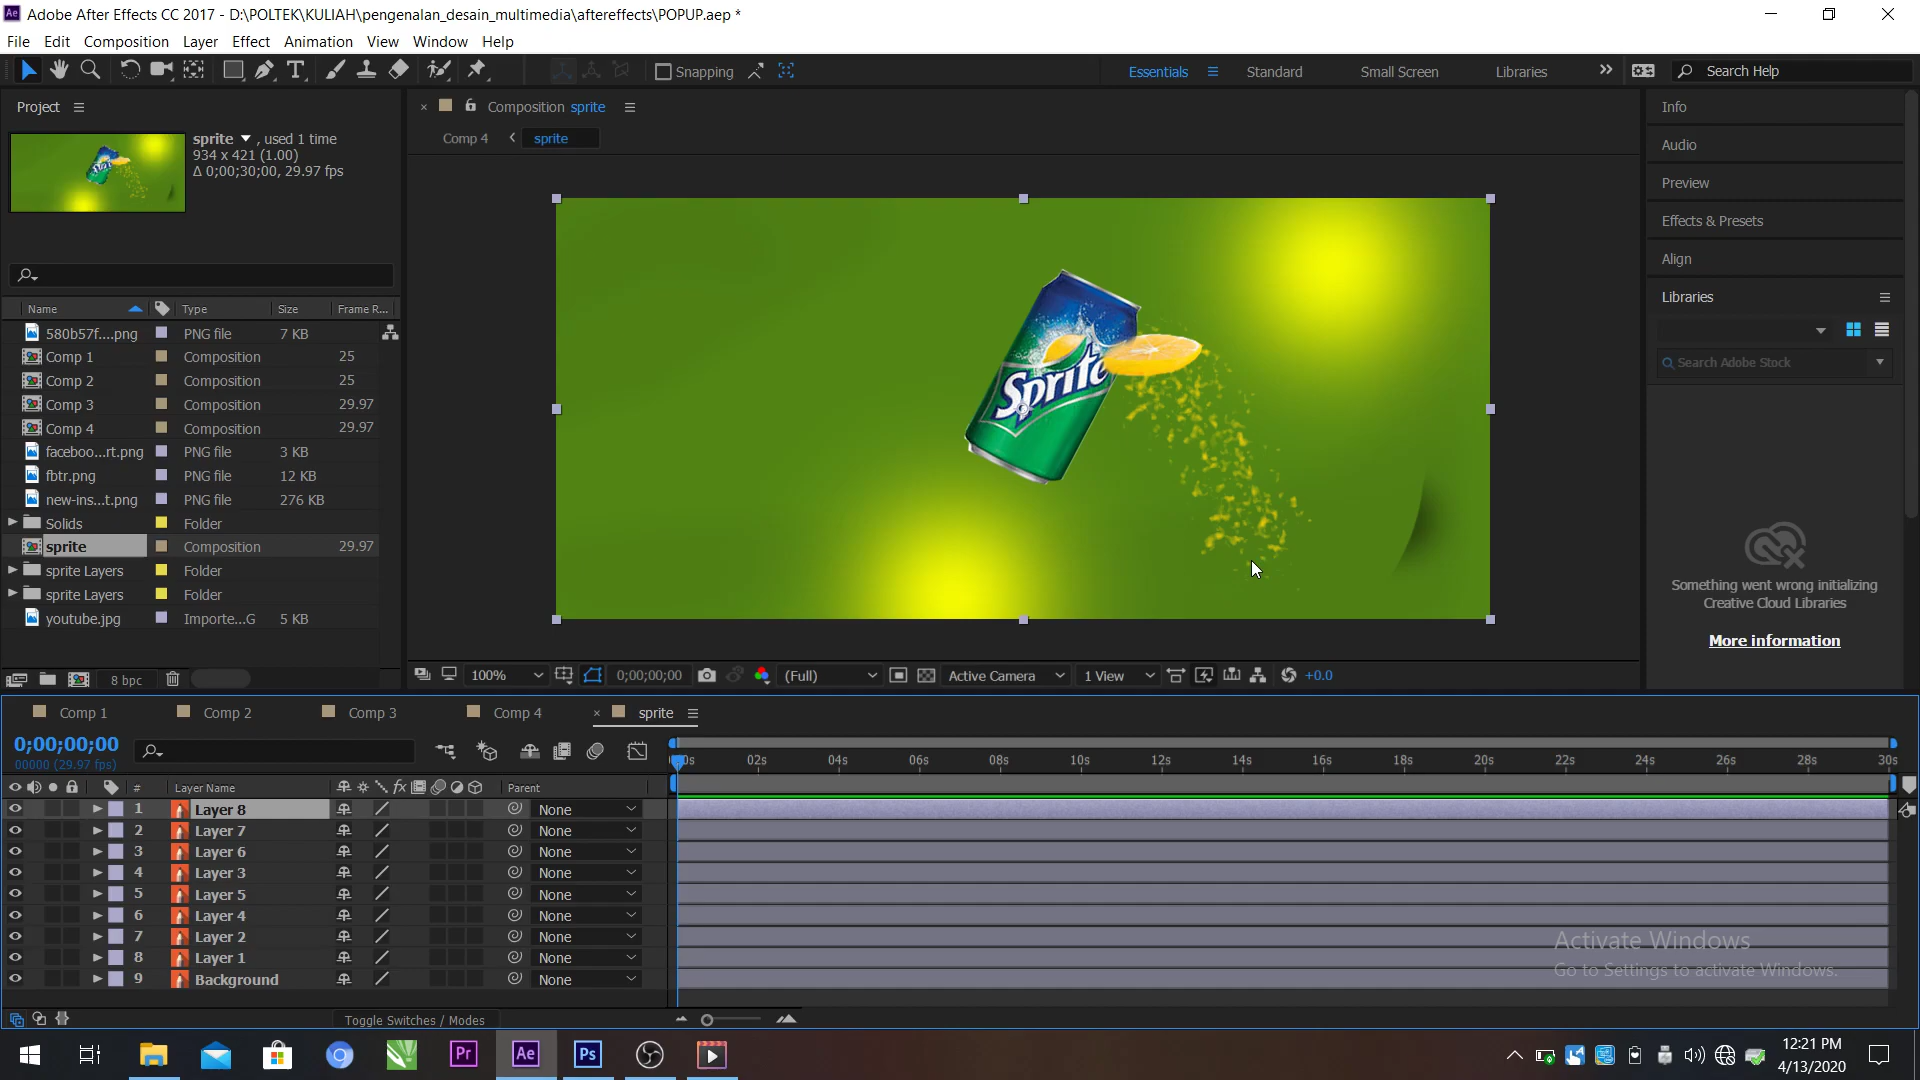 Adobe After Effects CC 2017 - D:\POLTEK\KULIAH\pengenalan_desain_multimedia\aftereffects\POPUP.aep *
File Edit Composition Layer Effect Animation View Window Help
Snapping Essentials Standard Small Screen Libraries Search Help
Project
sprite , used 1 time
934 x 421 (1.00)
Δ 0;00;30;00, 29.97 fps
Name Type Size Frame R...
580b57f....png PNG file 7 KB
Comp 1 Composition 25
Comp 2 Composition 25
Comp 3 Composition 29.97
Comp 4 Composition 29.97
faceboo...rt.png PNG file 3 KB
fbtr.png PNG file 12 KB
new-ins...t.png PNG file 276 KB
Solids Folder
sprite Composition 29.97
sprite Layers Folder
sprite Layers Folder
youtube.jpg Importe...G 5 KB
8 bpc
Composition sprite
Comp 4 sprite
Sprite
100% 0;00;00;00 (Full) Active Camera 1 View +0.0
Info
Audio
Preview
Effects & Presets
Align
Libraries
Search Adobe Stock
Something went wrong initializing
Creative Cloud Libraries
More information
Comp 1 Comp 2 Comp 3 Comp 4 sprite
0;00;00;00
00000 (29.97 fps)
0s 02s 04s 06s 08s 10s 12s 14s 16s 18s 20s 22s 24s 26s 28s 30s
# Layer Name fx Parent
1 Layer 8 None
2 Layer 7 None
3 Layer 6 None
4 Layer 3 None
5 Layer 5 None
6 Layer 4 None
7 Layer 2 None
8 Layer 1 None
9 Background None
Activate Windows
Go to Settings to activate Windows.
Toggle Switches / Modes
Pr Ae Ps
12:21 PM
4/13/2020